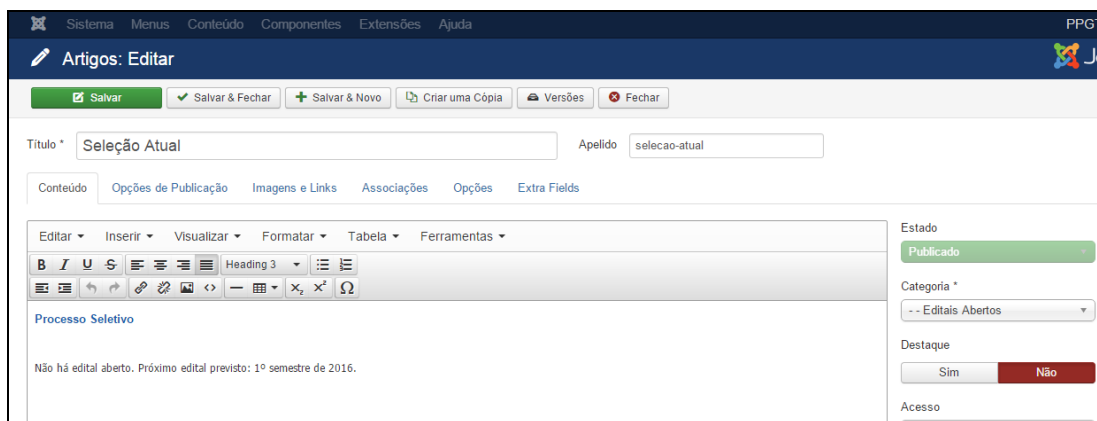 Sistema Menus Conteúdo Componentes Extensões Ajuda
Artigos: Editar
Salvar Salvar & Fechar Salvar & Novo Criar uma Cópia Versões Fechar
Título * Seleção Atual Apelido selecao-atual
Conteúdo Opções de Publicação Imagens e Links Associações Opções Extra Fields
Editar Inserir Visualizar Formatar Tabela Ferramentas
B I U S Heading 3
X₂ X² Ω
Processo Seletivo
Não há edital aberto. Próximo edital previsto: 1º semestre de 2016.
Estado
Publicado
Categoria *
- - Editais Abertos
Destaque
Sim Não
Acesso